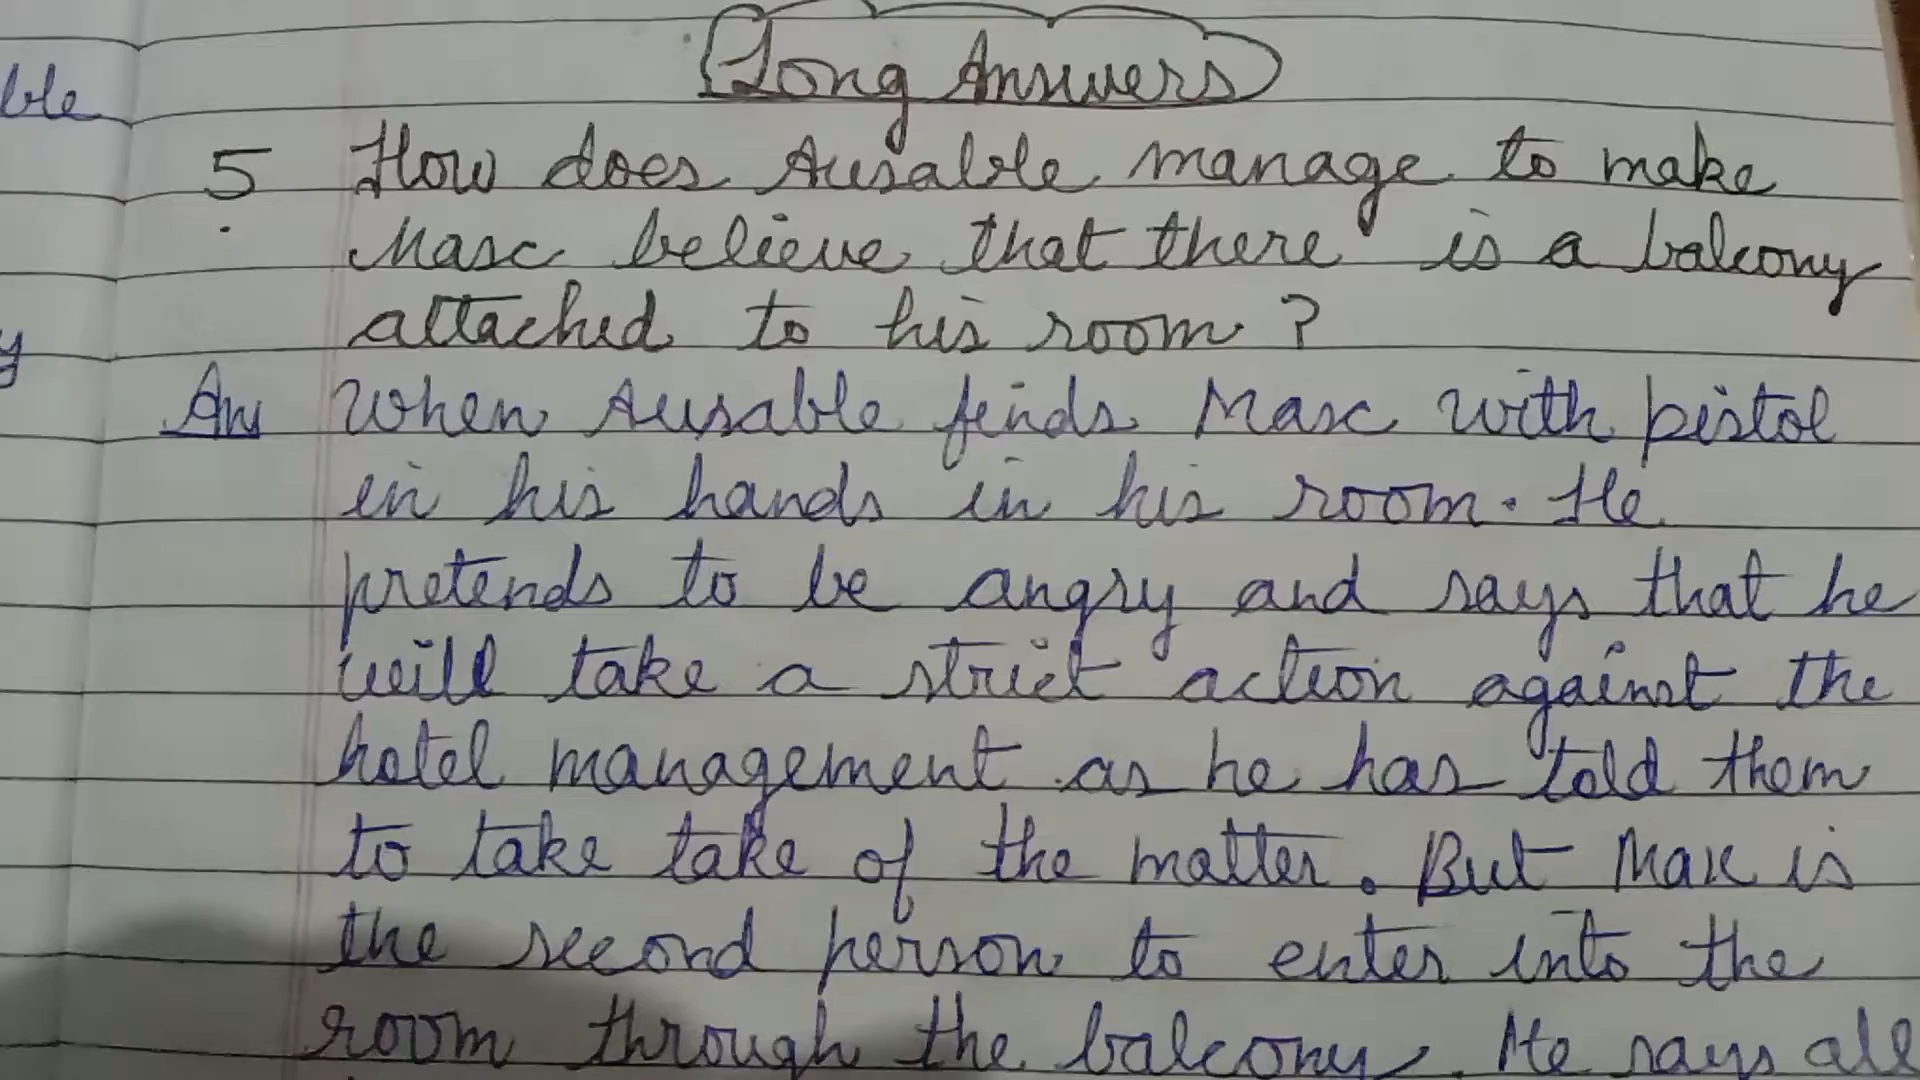 Long Answers
ble
5 How does Ausable manage to make
. Max believe that there is a balcony
attached to his room ?
y
Ans When Ausable finds Max with pistol
in his hands in his room. He
pretends to be angry and says that he
will take a strict action against the
hotel management as he has told them
to take take of the matter. But Max is
the second person to enter into the
room through the balcony. He says all